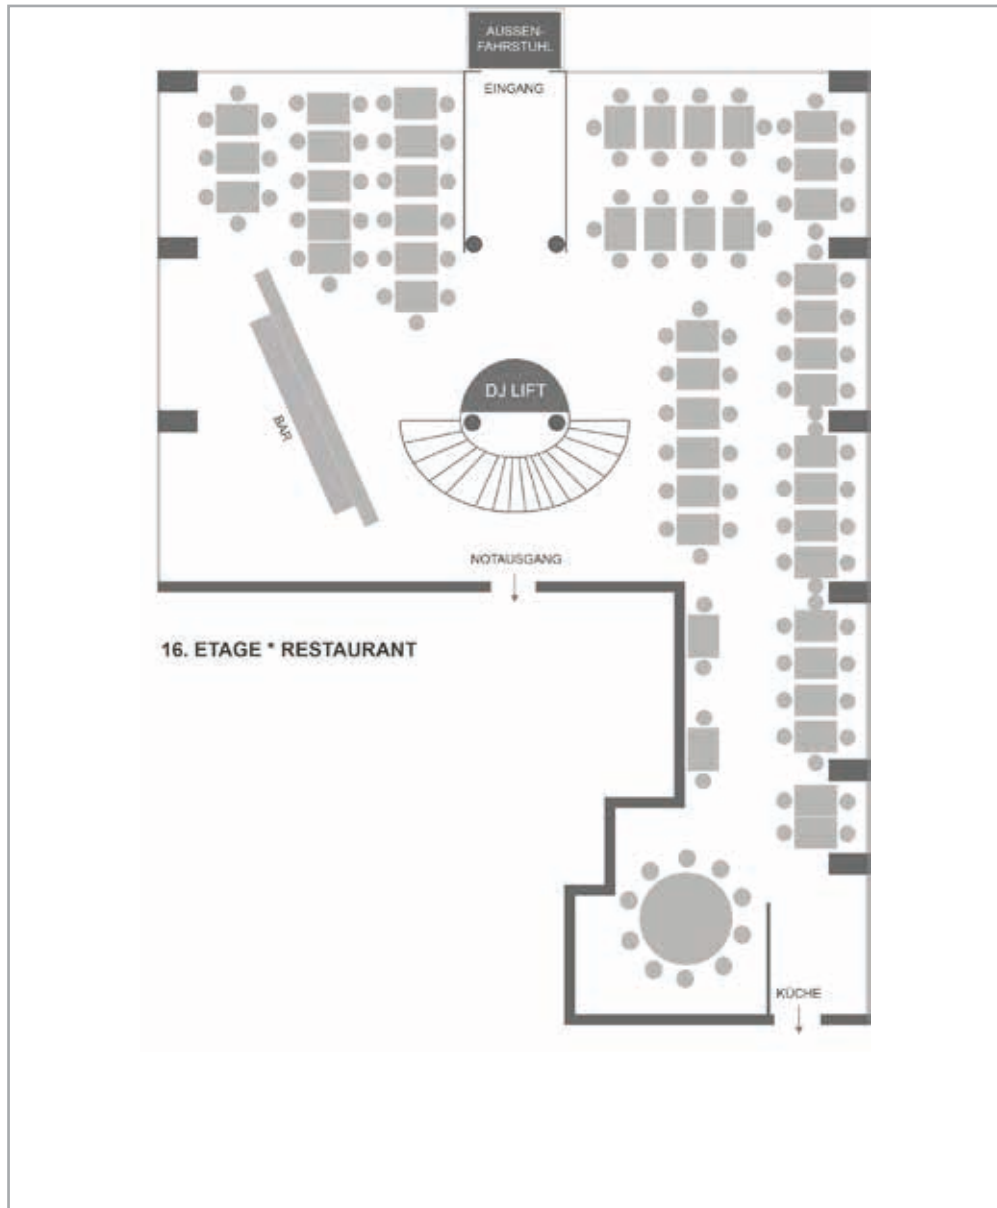 AUSSEN-
FAHRSTUHL
EINGANG
DJ LIFT
BAR
NOTAUSGANG
16. ETAGE * RESTAURANT
KÜCHE